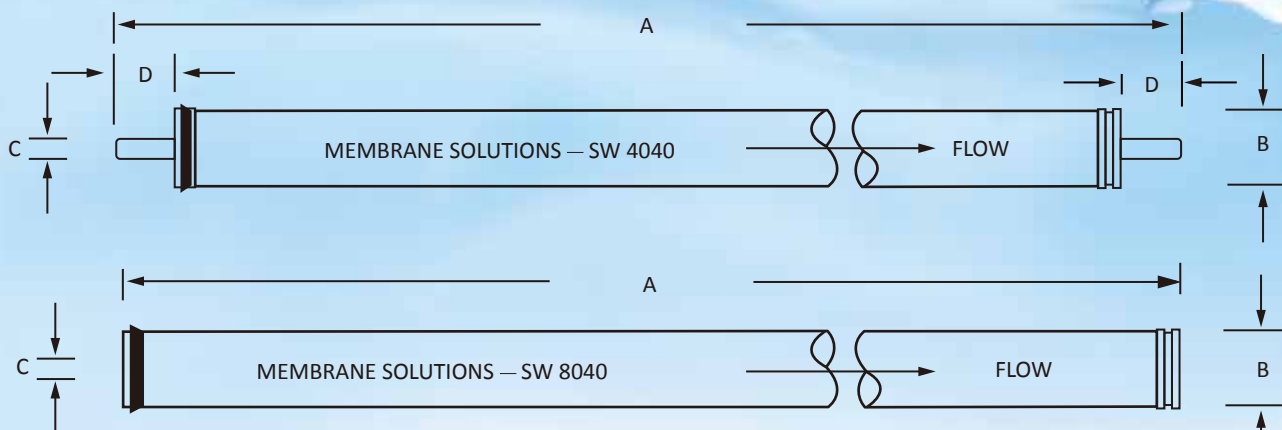 A
D
D
C
MEMBRANE SOLUTIONS — SW 4040
FLOW
B
A
C
MEMBRANE SOLUTIONS — SW 8040
FLOW
B